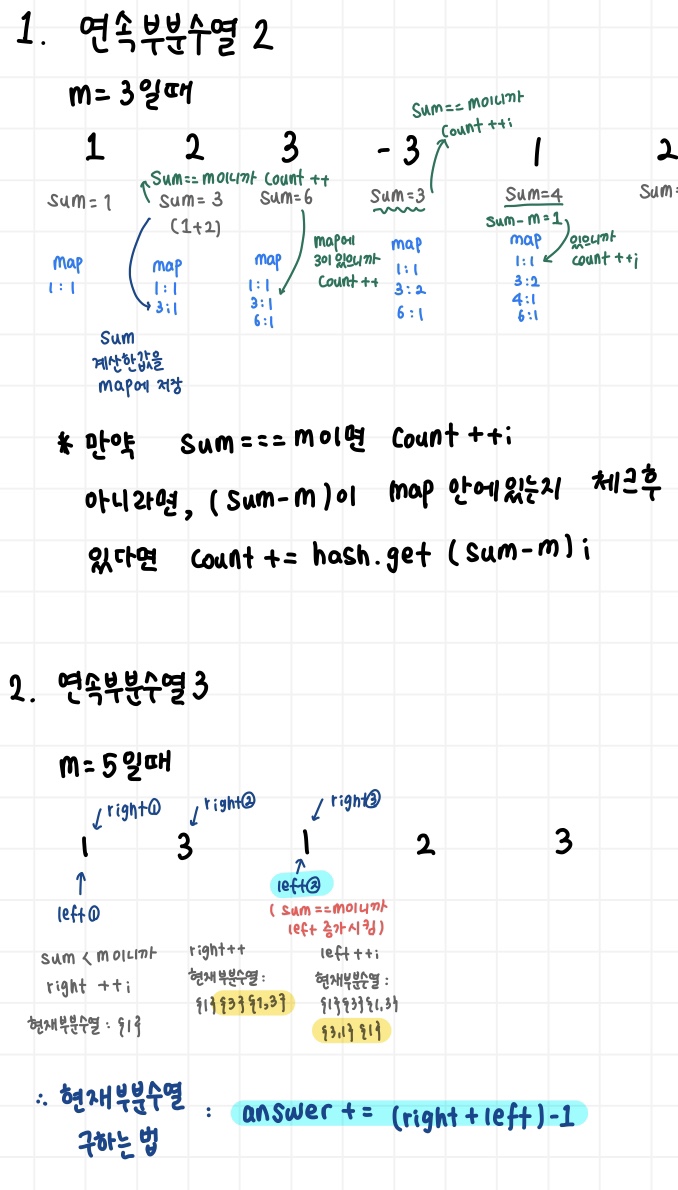 1. 연속부분수열 2
m= 3일때
Sum== m이니까
Count ++;
1 2 3 -3 1 2
Sum== m이니까 Count ++
Sum = 1 Sum= 3 Sum=6 Sum=3 Sum=4 Sum=
(1+2) Sum-m=1
map
1:1
map
1:1
3:1
map
1:1
3:1
6:1
map에
3이 있으니까
Count ++
map
1:1
3:2
6:1
map
1:1
3:2
4:1
6:1
있으니까
count ++;
Sum
계산한값을
map에 저장
* 만약 Sum === m이면 Count ++;
아니라면, (Sum-m)이 map 안에있는지 체크후
있다면 Count += hash.get (Sum-m);
2. 연속부분수열 3
m= 5일때
right① right② right③
1 3 1 2 3
left① left②
( Sum ==m이니까
left 증가시킴)
Sum < m이니까
right ++;
현재부분수열 : {1}
right++
현재부분수열 :
{1} {3} {1,3}
left ++;
현재부분수열 :
{1} {3} {1,3}
{3,1} {1}
∴ 현재부분수열 : answer += (right + left) -1
구하는 법